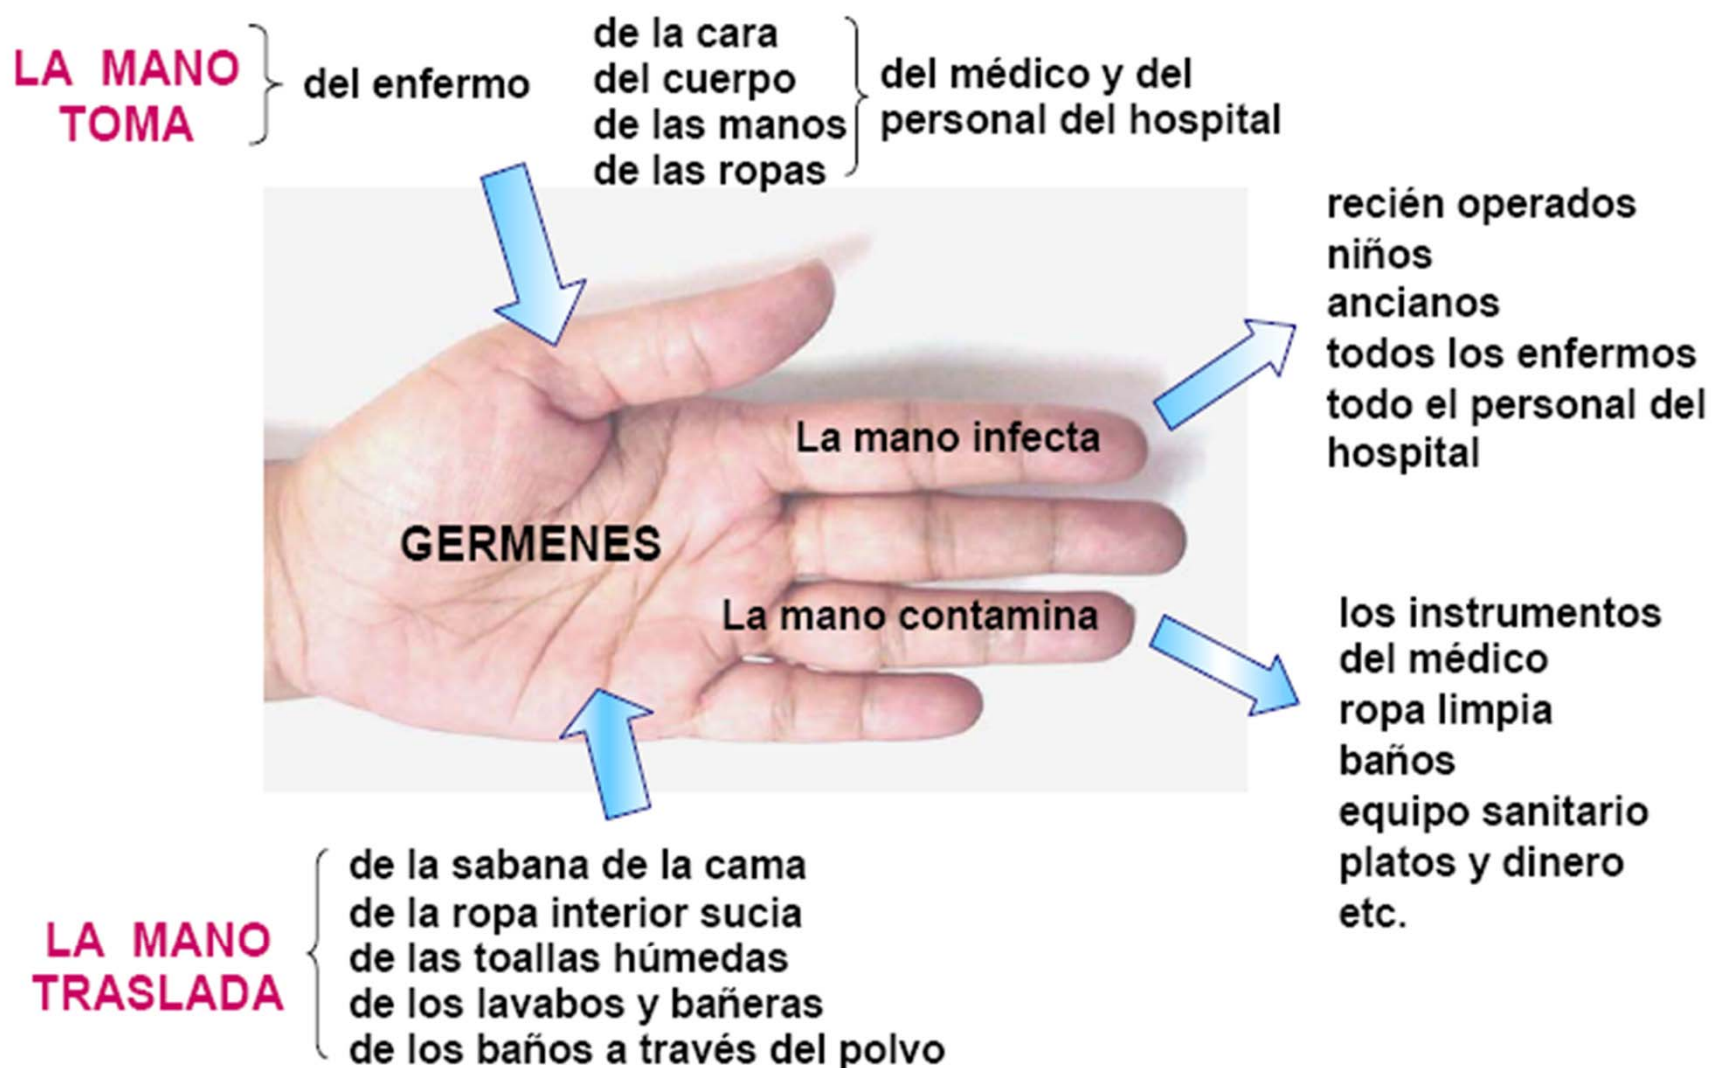 LA MANO
TOMA
del enfermo
de la cara
del cuerpo
de las manos
de las ropas
del médico y del
personal del hospital
recién operados
niños
ancianos
todos los enfermos
todo el personal del
hospital
La mano infecta
GERMENES
La mano contamina
los instrumentos
del médico
ropa limpia
baños
equipo sanitario
platos y dinero
etc.
LA MANO
TRASLADA
de la sabana de la cama
de la ropa interior sucia
de las toallas húmedas
de los lavabos y bañeras
de los baños a través del polvo